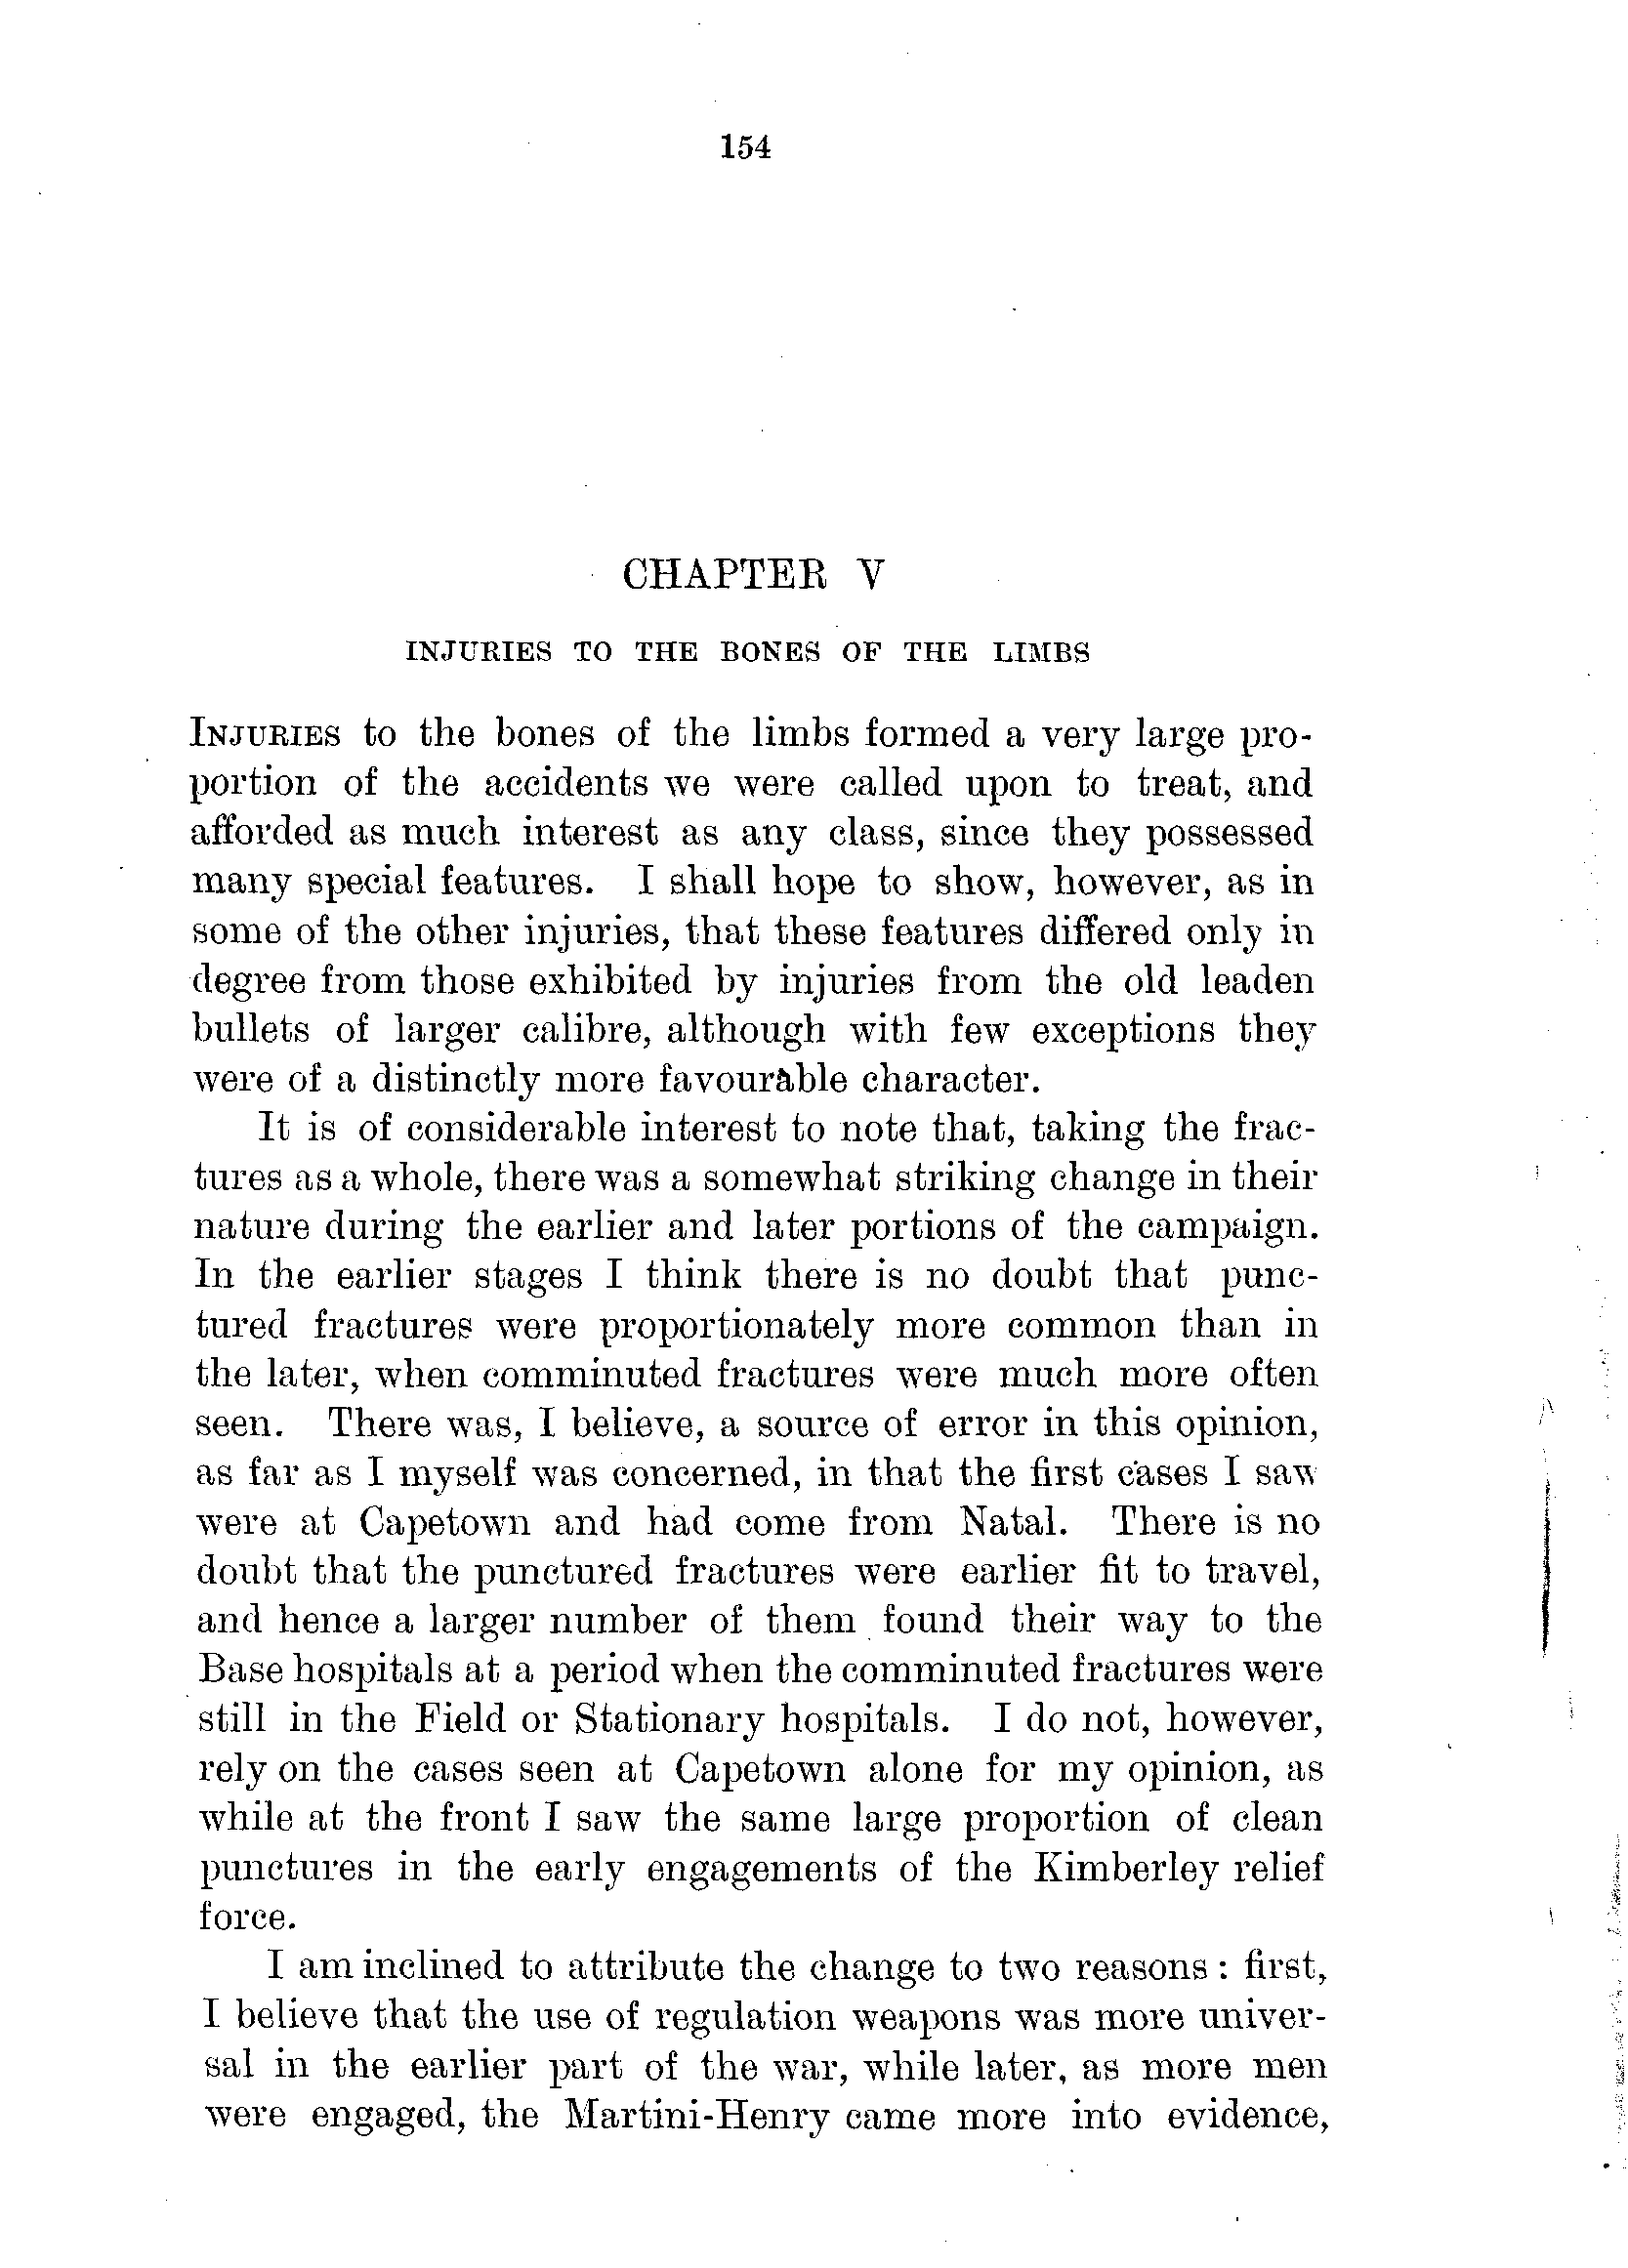 154
CHAPTER V
INJURIES TO THE BONES OF THE LIMBS
INJURIES to the bones of the limbs formed a very large pro-
portion of the accidents we were called upon to treat, and
afforded as much interest as any class, since they possessed
many special features. I shall hope to show, however, as in
some of the other injuries, that these features differed only in
degree from those exhibited by injuries from the old leaden
bullets of larger calibre, although with few exceptions they
were of a distinctly more favourable character.
It is of considerable interest to note that, taking the frac-
tures as a whole, there was a somewhat striking change in their
nature during the earlier and later portions of the campaign.
In the earlier stages I think there is no doubt that punc-
tured fractures were proportionately more common than in
the later, when comminuted fractures were much more often
seen. There was, I believe, a source of error in this opinion,
as far as I myself was concerned, in that the first cases I saw
were at Capetown and had come from Natal. There is no
doubt that the punctured fractures were earlier fit to travel,
and hence a larger number of them found their way to the
Base hospitals at a period when the comminuted fractures were
still in the Field or Stationary hospitals. I do not, however,
rely on the cases seen at Capetown alone for my opinion, as
while at the front I saw the same large proportion of clean
punctures in the early engagements of the Kimberley relief
force.
I am inclined to attribute the change to two reasons: first,
I believe that the use of regulation weapons was more univer-
sal in the earlier part of the war, while later, as more men
were engaged, the Martini-Henry came more into evidence,